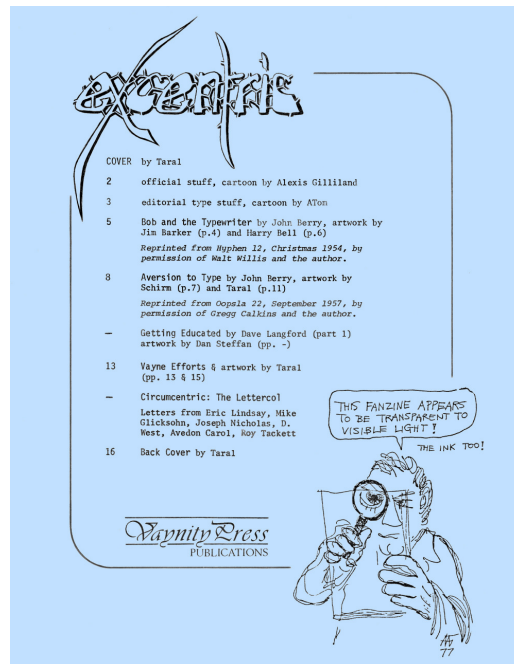 excentric
COVER by Taral
2 official stuff, cartoon by Alexis Gilliland
3 editorial type stuff, cartoon by ATom
5 Bob and the Typewriter by John Berry, artwork by
Jim Barker (p.4) and Harry Bell (p.6)
Reprinted from Hyphen 12, Christmas 1954, by
permission of Walt Willis and the author.
8 Aversion to Type by John Berry, artwork by
Schirm (p.7) and Taral (p.11)
Reprinted from Oopsla 22, September 1957, by
permission of Gregg Calkins and the author.
— Getting Educated by Dave Langford (part 1)
artwork by Dan Steffan (pp. -)
13 Vayne Efforts & artwork by Taral
(pp. 13 & 15)
— Circumcentric: The Lettercol
Letters from Eric Lindsay, Mike
Glicksohn, Joseph Nicholas, D.
West, Avedon Carol, Roy Tackett
16 Back Cover by Taral
THIS FANZINE APPEARS
TO BE TRANSPARENT TO
VISIBLE LIGHT!
THE INK TOO!
Vaynity Press
PUBLICATIONS
77